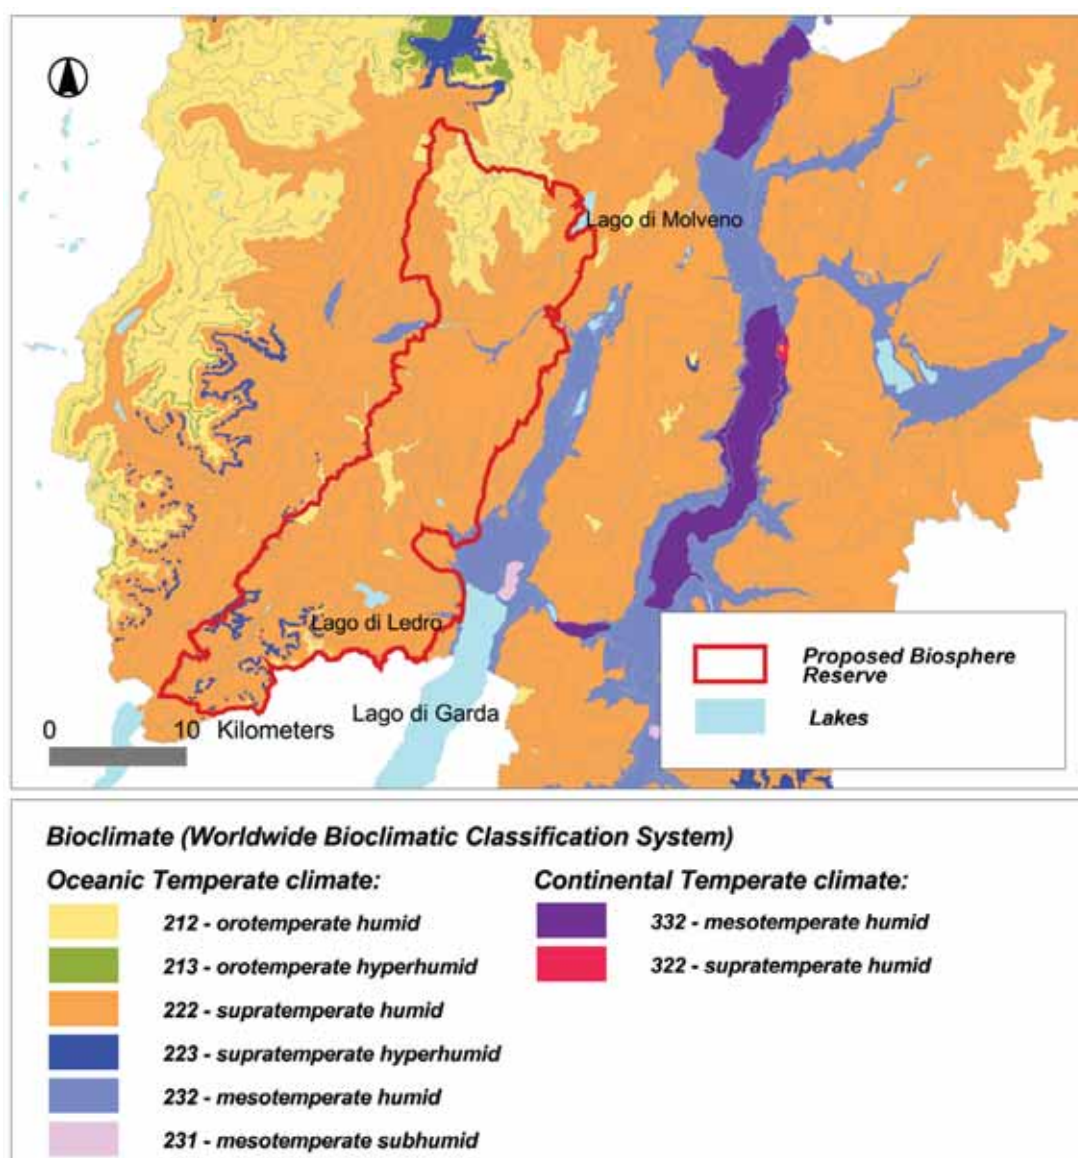 Lago di Molveno
Lago di Ledro
Lago di Garda
0 10 Kilometers
Proposed Biosphere
Reserve
Lakes
Bioclimate (Worldwide Bioclimatic Classification System)
Oceanic Temperate climate:
212 - orotemperate humid
213 - orotemperate hyperhumid
222 - supratemperate humid
223 - supratemperate hyperhumid
232 - mesotemperate humid
231 - mesotemperate subhumid
Continental Temperate climate:
332 - mesotemperate humid
322 - supratemperate humid